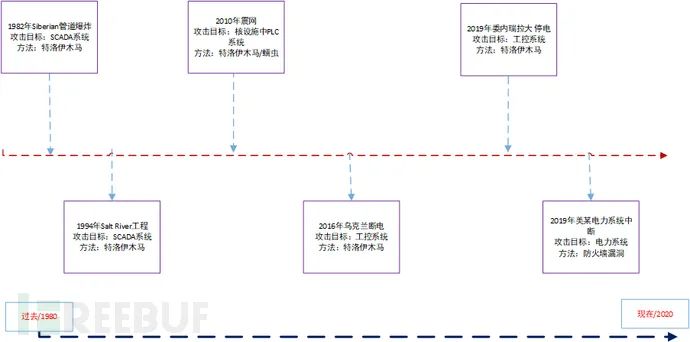 1982年Siberian管道爆炸
攻击目标：SCADA系统
方法：特洛伊木马
2010年震网
攻击目标：核设施中PLC
系统
方法：特洛伊木马/蠕虫
2019年委内瑞拉大 停电
攻击目标：工控系统
方法：特洛伊木马
1994年Salt River工程
攻击目标：SCADA系统
方法：特洛伊木马
2016年乌克兰断电
攻击目标：工控系统
方法：特洛伊木马
2019年美某电力系统中
断
攻击目标：电力系统
方法：防火墙漏洞
过去/1980
现在/2020
REEBUF